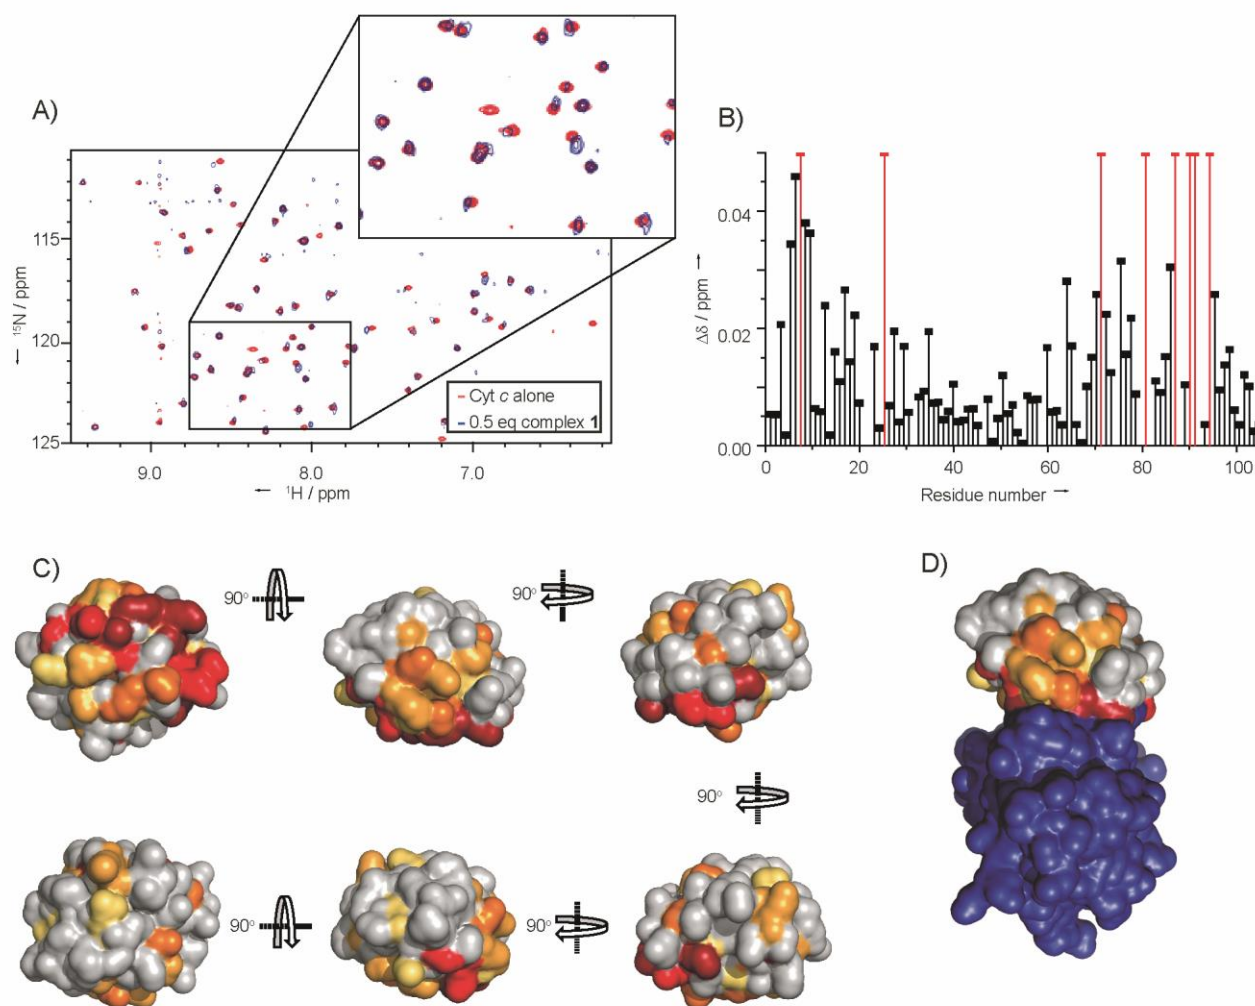 A)
115
120
125
← ¹⁵N / ppm
9.0
8.0
7.0
← ¹H / ppm
Cyt c alone
0.5 eq complex 1
B)
0.04
0.02
0.00
Δδ / ppm →
0
20
40
60
80
100
Residue number →
C)
90°
90°
D)
90°
90°
90°